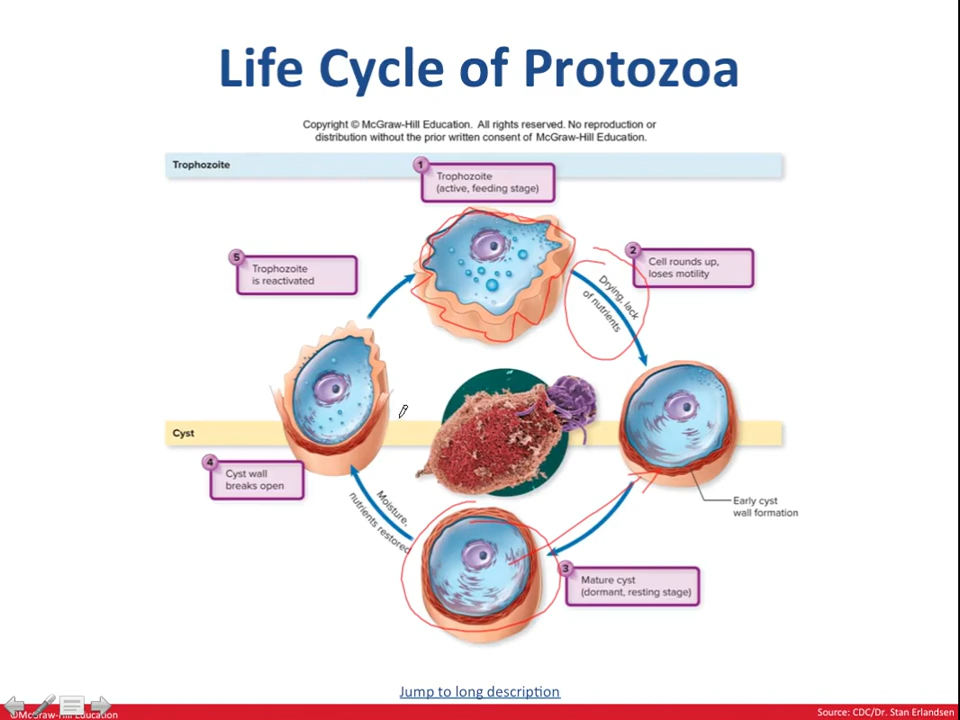 Life Cycle of Protozoa
Copyright © McGraw-Hill Education. All rights reserved. No reproduction or
distribution without the prior written consent of McGraw-Hill Education.
Trophozoite
1
Trophozoite
(active, feeding stage)
2
Cell rounds up,
loses motility
5
Trophozoite
is reactivated
Drying, lack
of nutrients
Cyst
4
Cyst wall
breaks open
Moisture,
nutrients restored
Early cyst
wall formation
3
Mature cyst
(dormant, resting stage)
Jump to long description
©McGraw-Hill Education
Source: CDC/Dr. Stan Erlandsen